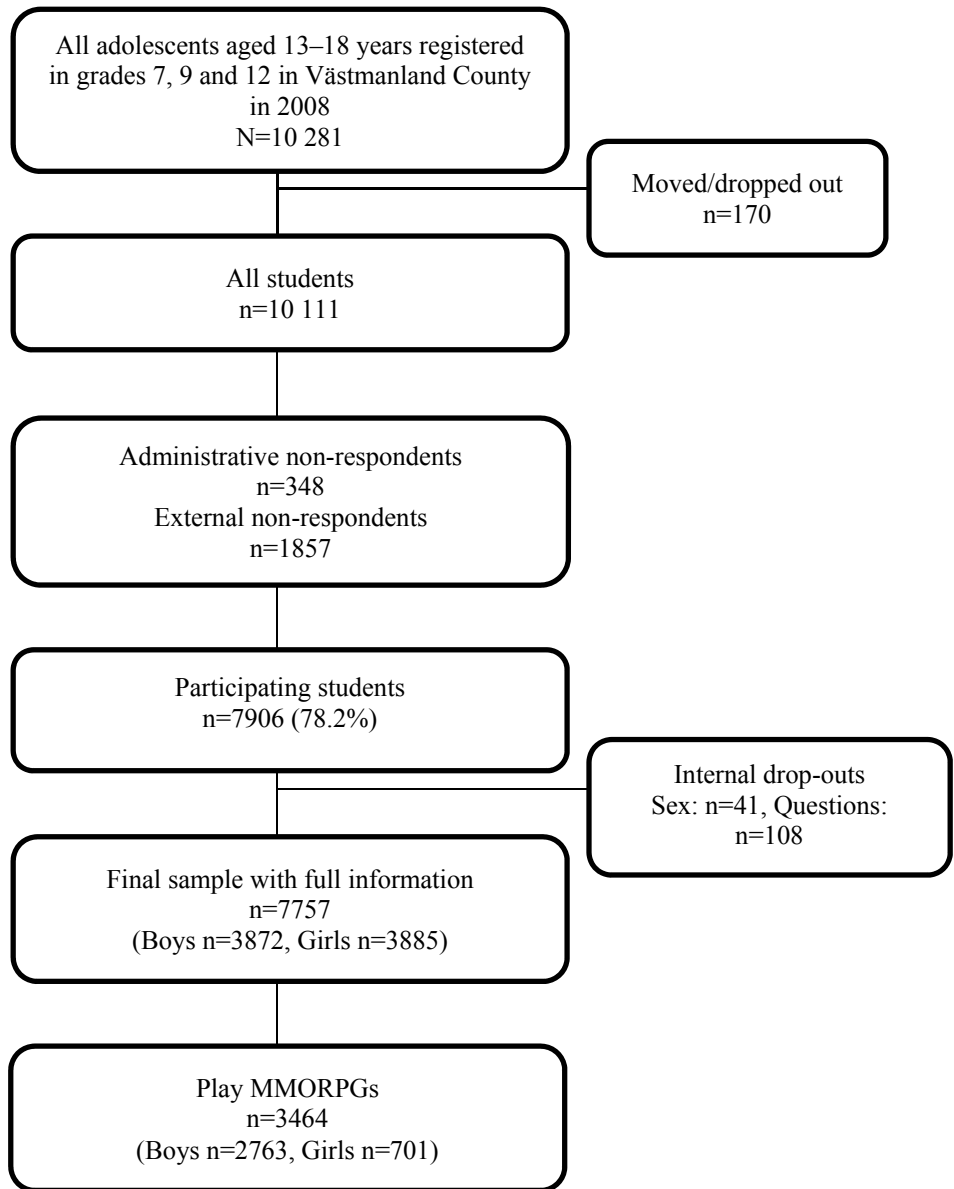 All adolescents aged 13–18 years registered
in grades 7, 9 and 12 in Västmanland County
in 2008
N=10 281
Moved/dropped out
n=170
All students
n=10 111
Administrative non-respondents
n=348
External non-respondents
n=1857
Participating students
n=7906 (78.2%)
Internal drop-outs
Sex: n=41, Questions:
n=108
Final sample with full information
n=7757
(Boys n=3872, Girls n=3885)
Play MMORPGs
n=3464
(Boys n=2763, Girls n=701)